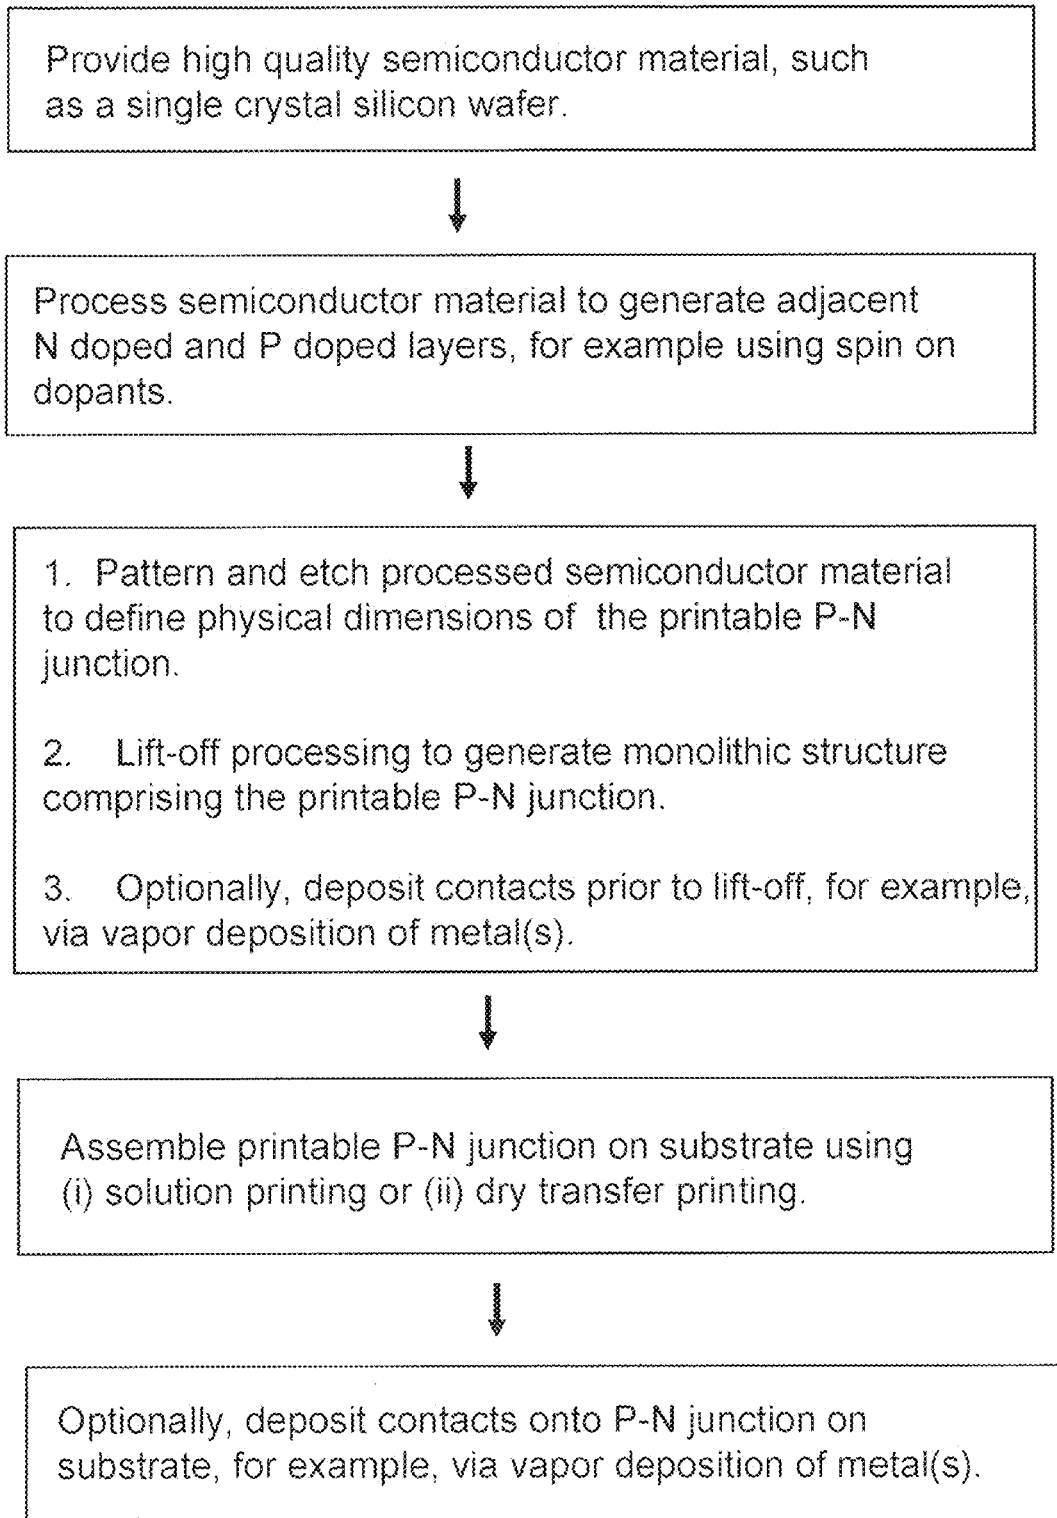 Provide high quality semiconductor material, such
as a single crystal silicon wafer.
Process semiconductor material to generate adjacent
N doped and P doped layers, for example using spin on
dopants.
1. Pattern and etch processed semiconductor material
to define physical dimensions of the printable P-N
junction.
2. Lift-off processing to generate monolithic structure
comprising the printable P-N junction.
3. Optionally, deposit contacts prior to lift-off, for example,
via vapor deposition of metal(s).
Assemble printable P-N junction on substrate using
(i) solution printing or (ii) dry transfer printing.
Optionally, deposit contacts onto P-N junction on
substrate, for example, via vapor deposition of metal(s).